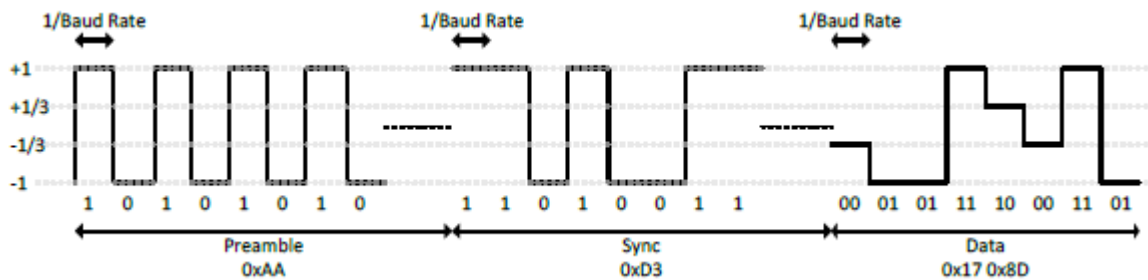 1/Baud Rate 1/Baud Rate 1/Baud Rate
+1
+1/3
-1/3
-1
1 0 1 0 1 0 1 0 1 1 0 1 0 0 1 1 00 01 01 11 10 00 11 01
Preamble Sync Data
0xAA 0xD3 0x17 0x8D